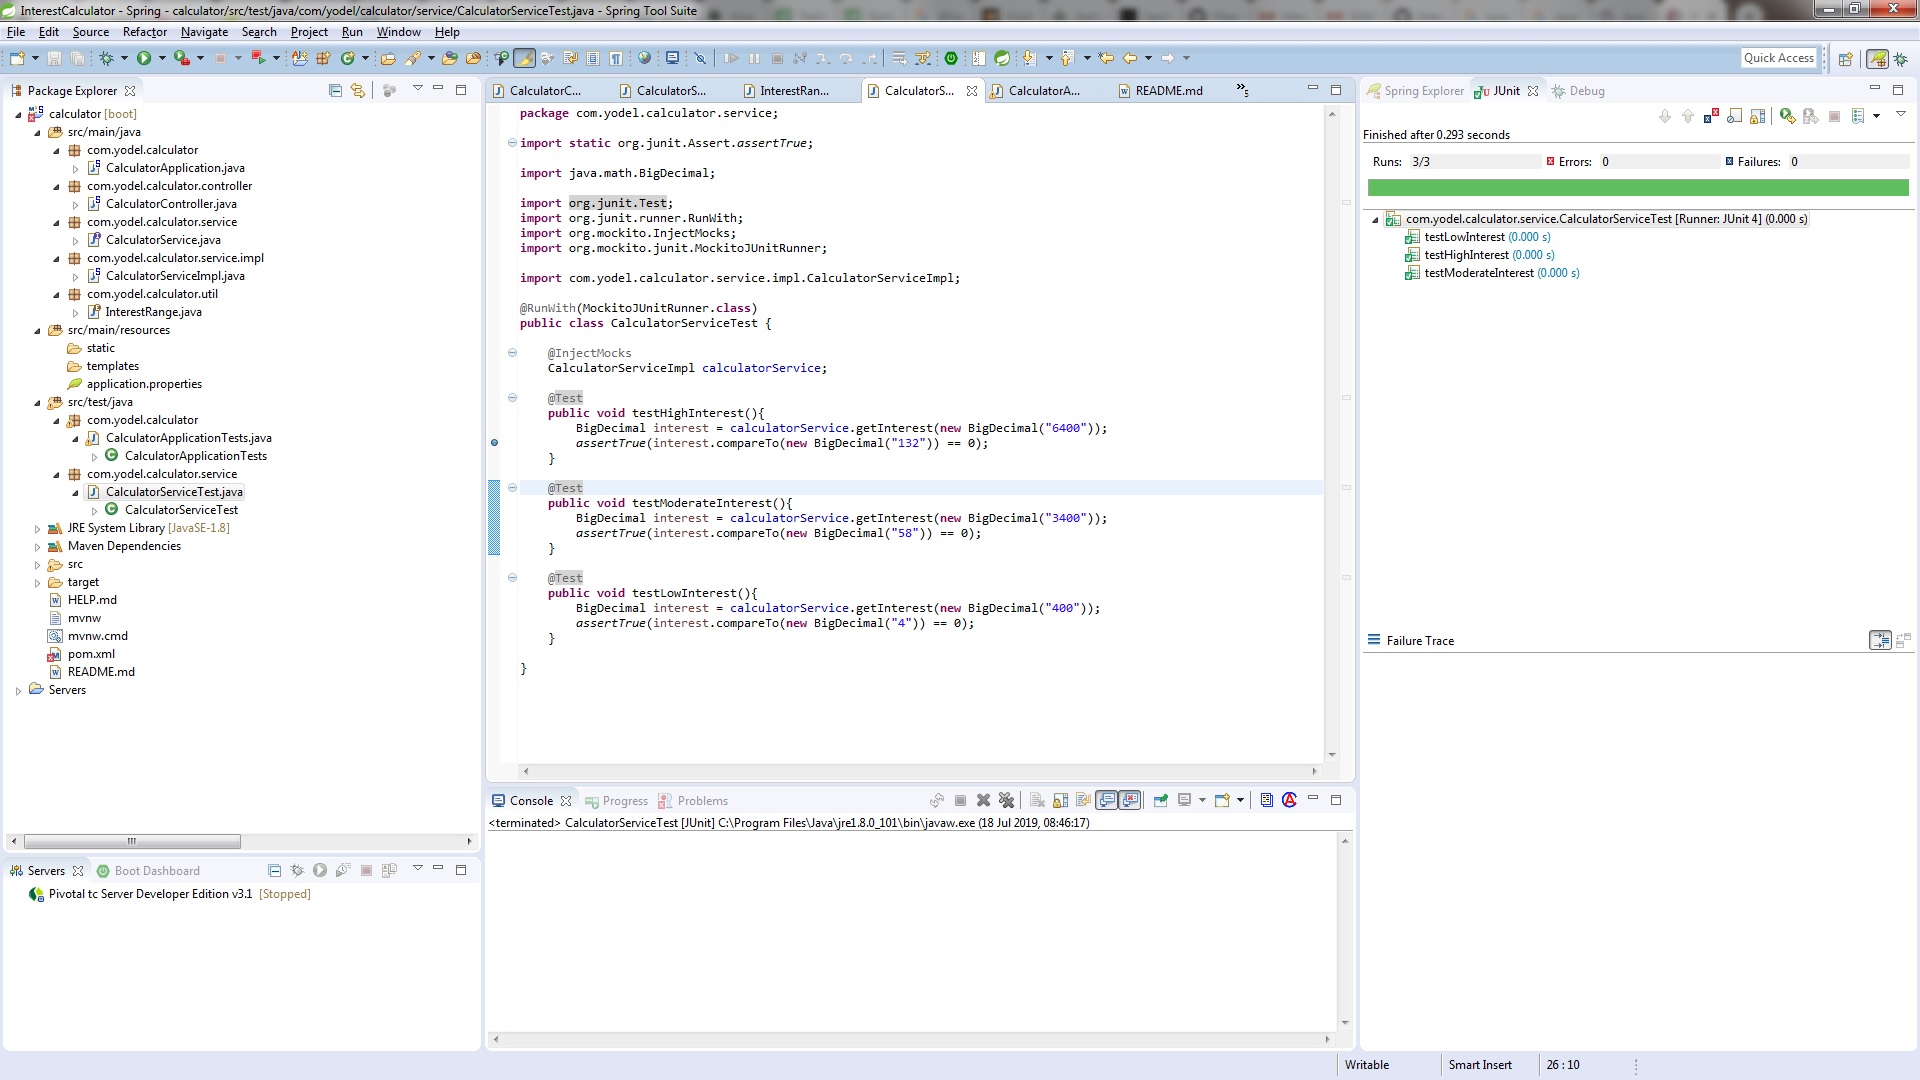 InterestCalculator - Spring - calculator/src/test/java/com/yodel/calculator/service/CalculatorServiceTest.java - Spring Tool Suite
File Edit Source Refactor Navigate Search Project Run Window Help
Quick Access
Package Explorer
calculator [boot]
src/main/java
com.yodel.calculator
CalculatorApplication.java
com.yodel.calculator.controller
CalculatorController.java
com.yodel.calculator.service
CalculatorService.java
com.yodel.calculator.service.impl
CalculatorServiceImpl.java
com.yodel.calculator.util
InterestRange.java
src/main/resources
static
templates
application.properties
src/test/java
com.yodel.calculator
CalculatorApplicationTests.java
CalculatorApplicationTests
com.yodel.calculator.service
CalculatorServiceTest.java
CalculatorServiceTest
JRE System Library [JavaSE-1.8]
Maven Dependencies
src
target
HELP.md
mvnw
mvnw.cmd
pom.xml
README.md
Servers
Servers Boot Dashboard
Pivotal tc Server Developer Edition v3.1 [Stopped]
CalculatorC... CalculatorS... InterestRan... CalculatorS... CalculatorA... README.md »5
package com.yodel.calculator.service;
import static org.junit.Assert.assertTrue;
import java.math.BigDecimal;
import org.junit.Test;
import org.junit.runner.RunWith;
import org.mockito.InjectMocks;
import org.mockito.junit.MockitoJUnitRunner;
import com.yodel.calculator.service.impl.CalculatorServiceImpl;
@RunWith(MockitoJUnitRunner.class)
public class CalculatorServiceTest {
@InjectMocks
CalculatorServiceImpl calculatorService;
@Test
public void testHighInterest(){
BigDecimal interest = calculatorService.getInterest(new BigDecimal("6400"));
assertTrue(interest.compareTo(new BigDecimal("132")) == 0);
}
@Test
public void testModerateInterest(){
BigDecimal interest = calculatorService.getInterest(new BigDecimal("3400"));
assertTrue(interest.compareTo(new BigDecimal("58")) == 0);
}
@Test
public void testLowInterest(){
BigDecimal interest = calculatorService.getInterest(new BigDecimal("400"));
assertTrue(interest.compareTo(new BigDecimal("4")) == 0);
}
}
Console Progress Problems
<terminated> CalculatorServiceTest [JUnit] C:\Program Files\Java\jre1.8.0_101\bin\javaw.exe (18 Jul 2019, 08:46:17)
Spring Explorer JUnit Debug
Finished after 0.293 seconds
Runs: 3/3 Errors: 0 Failures: 0
com.yodel.calculator.service.CalculatorServiceTest [Runner: JUnit 4] (0.000 s)
testLowInterest (0.000 s)
testHighInterest (0.000 s)
testModerateInterest (0.000 s)
Failure Trace
Writable Smart Insert 26 : 10